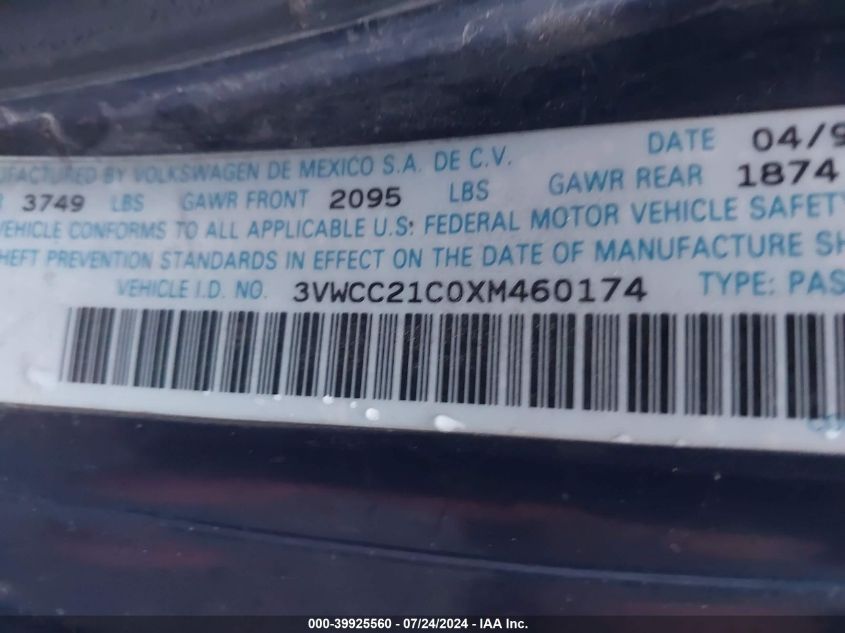 MANUFACTURED BY VOLKSWAGEN DE MEXICO S.A. DE C.V. DATE 04/9
3749 LBS GAWR FRONT 2095 LBS GAWR REAR 1874
VEHICLE CONFORMS TO ALL APPLICABLE U.S: FEDERAL MOTOR VEHICLE SAFETY
THEFT PREVENTION STANDARDS IN EFFECT ON THE DATE OF MANUFACTURE SH
VEHICLE I.D. NO. 3VWCC21C0XM460174 TYPE: PAS
000-39925560 - 07/24/2024 - IAA Inc.